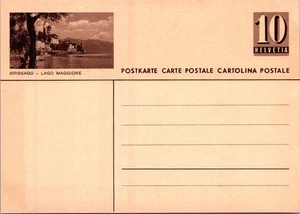 10
HELVETIA
BRISSAGO - LAGO MAGGIORE
POSTKARTE CARTE POSTALE CARTOLINA POSTALE